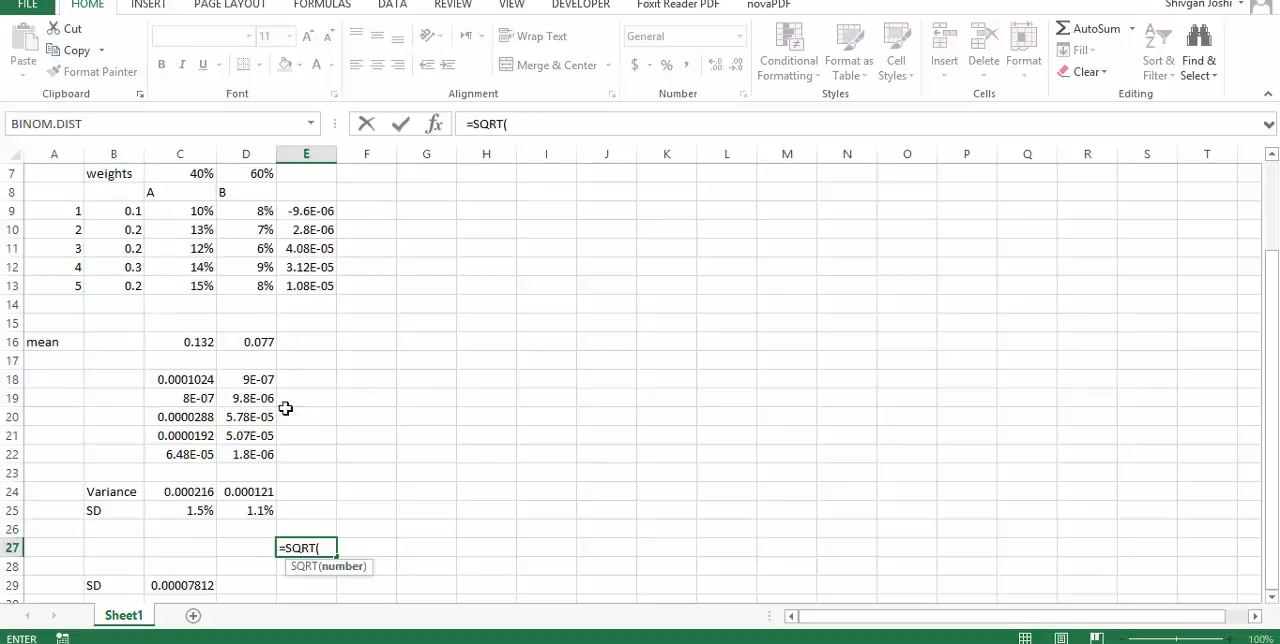 FILE HOME INSERT PAGE LAYOUT FORMULAS DATA REVIEW VIEW DEVELOPER Foxit Reader PDF novaPDF Shivgan Joshi
Cut
Copy
Format Painter
Paste
11
Wrap Text
Merge & Center
General
$ % ,
Conditional Formatting
Format as Table
Cell Styles
Insert Delete Format
AutoSum
Fill
Clear
Sort & Filter
Find & Select
Clipboard Font Alignment Number Styles Cells Editing
BINOM.DIST fx =SQRT(
A B C D E F G H I J K L M N O P Q R S T
7 weights 40% 60%
8 A B
9 1 0.1 10% 8% -9.6E-06
10 2 0.2 13% 7% 2.8E-06
11 3 0.2 12% 6% 4.08E-05
12 4 0.3 14% 9% 3.12E-05
13 5 0.2 15% 8% 1.08E-05
14
15
16 mean 0.132 0.077
17
18 0.0001024 9E-07
19 8E-07 9.8E-06
20 0.0000288 5.78E-05
21 0.0000192 5.07E-05
22 6.48E-05 1.8E-06
23
24 Variance 0.000216 0.000121
25 SD 1.5% 1.1%
26
27 =SQRT(
28 SQRT(number)
29 SD 0.00007812
Sheet1
ENTER 100%